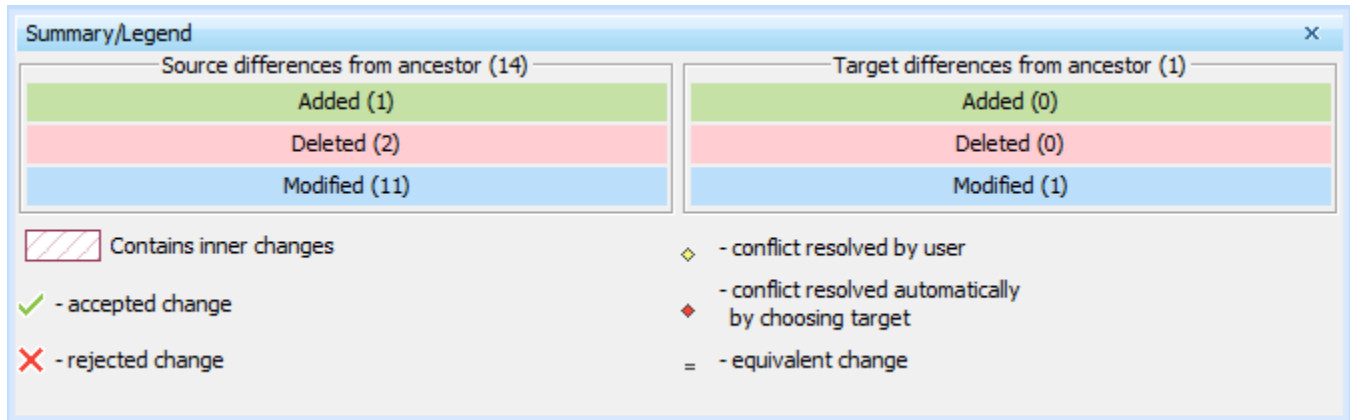 Summary/Legend
Source differences from ancestor (14)
Added (1)
Deleted (2)
Modified (11)
Target differences from ancestor (1)
Added (0)
Deleted (0)
Modified (1)
Contains inner changes
- accepted change
- rejected change
- conflict resolved by user
- conflict resolved automatically
by choosing target
= - equivalent change